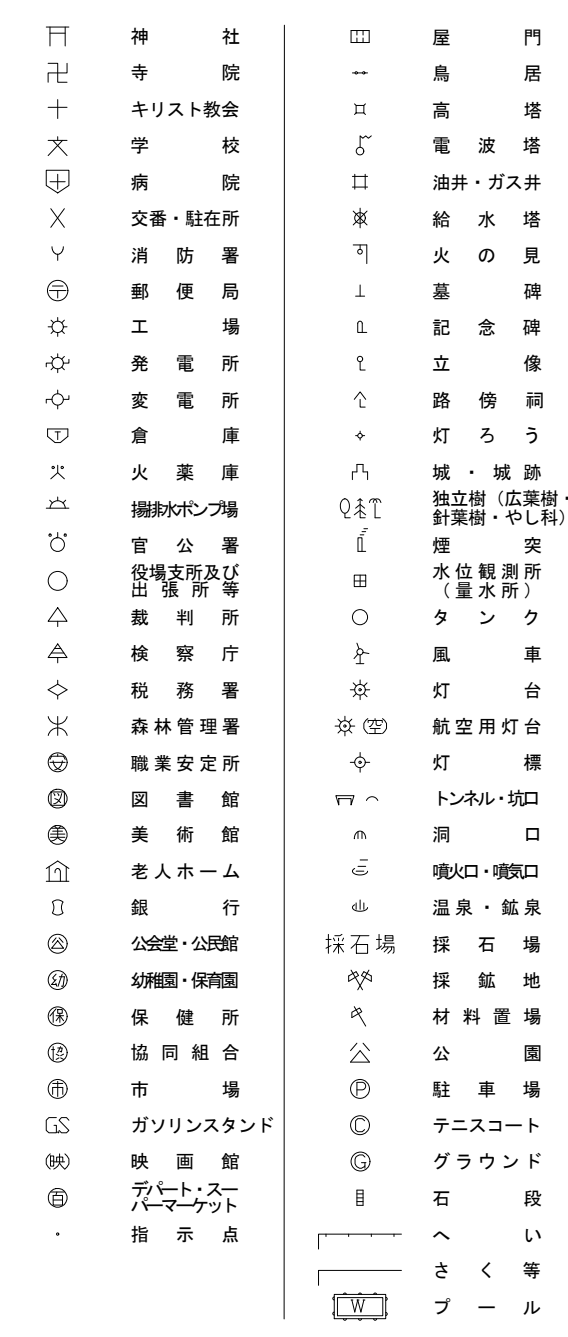 神社
寺院
キリスト教会
学校
病院
交番・駐在所
消防署
郵便局
工場
発電所
変電所
倉庫
火薬庫
揚排水ポンプ場
官公署
役場支所及び
出張所等
裁判所
検察庁
税務署
森林管理署
職業安定所
図 図書館
美 美術館
老人ホーム
銀行
公 公会堂・公民館
幼 幼稚園・保育園
保 保健所
協 協同組合
市 市場
GS ガソリンスタンド
(映) 映画館
百 デパート・スー
パーマーケット
指示点
屋門
鳥居
高塔
電波塔
油井・ガス井
給水塔
火の見
墓碑
記念碑
立像
路傍祠
灯ろう
城・城跡
独立樹（広葉樹・
針葉樹・やし科）
煙突
水位観測所
（量水所）
タンク
風車
灯台
(空) 航空用灯台
灯標
トンネル・坑口
洞口
噴火口・噴気口
温泉・鉱泉
採石場 採石場
採鉱地
材料置場
公園
P 駐車場
C テニスコート
G グラウンド
石段
へい
さく等
W プール